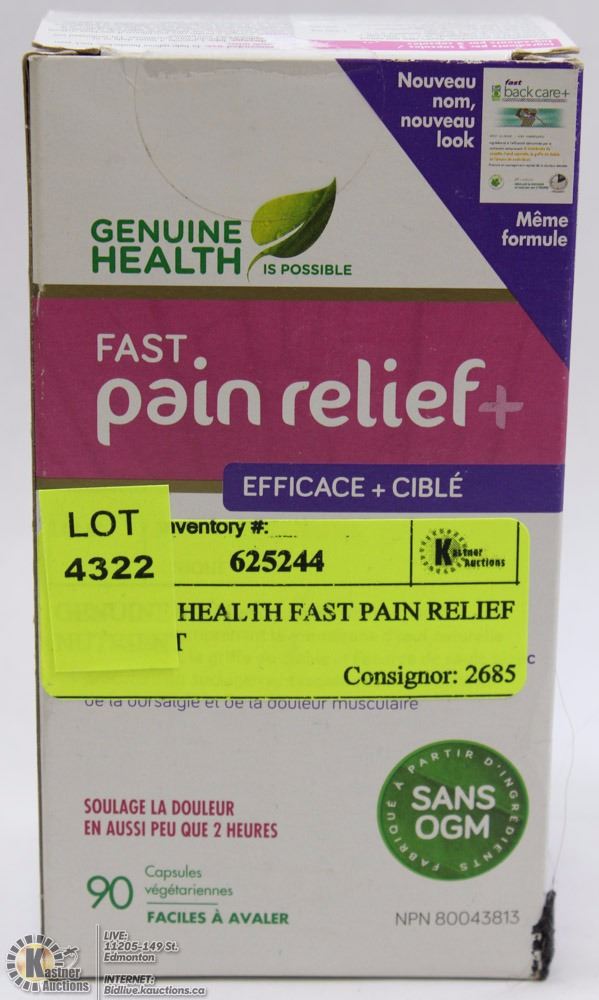 Nouveau
nom,
nouveau
look
fast
back care+
Même
formule
GENUINE
HEALTH
IS POSSIBLE
FAST
pain relief+
EFFICACE + CIBLÉ
LOT
4322
Inventory #:
625244
Kastner
Auctions
HEALTH FAST PAIN RELIEF
T
Consignor: 2685
de la bursalgie et de la douleur musculaire
SOULAGE LA DOULEUR
EN AUSSI PEU QUE 2 HEURES
FABRIQUÉ À PARTIR D'INGRÉDIENTS
SANS
OGM
90
Capsules
végétariennes
FACILES À AVALER
NPN 80043813
Kastner
Auctions
LIVE:
11205-149 St.
Edmonton
INTERNET:
Bidlive.kauctions.ca